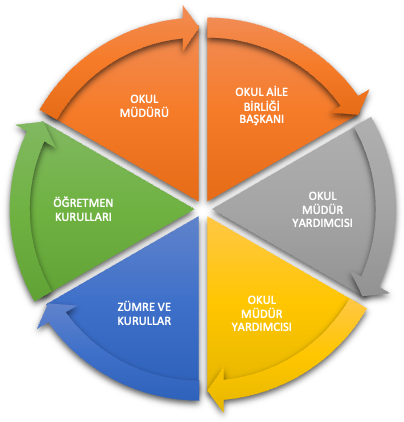 OKUL
MÜDÜRÜ
OKUL AİLE
BİRLİĞİ
BAŞKANI
OKUL
MÜDÜR
YARDIMCISI
OKUL
MÜDÜR
YARDIMCISI
ZÜMRE VE
KURULLAR
ÖĞRETMEN
KURULLARI